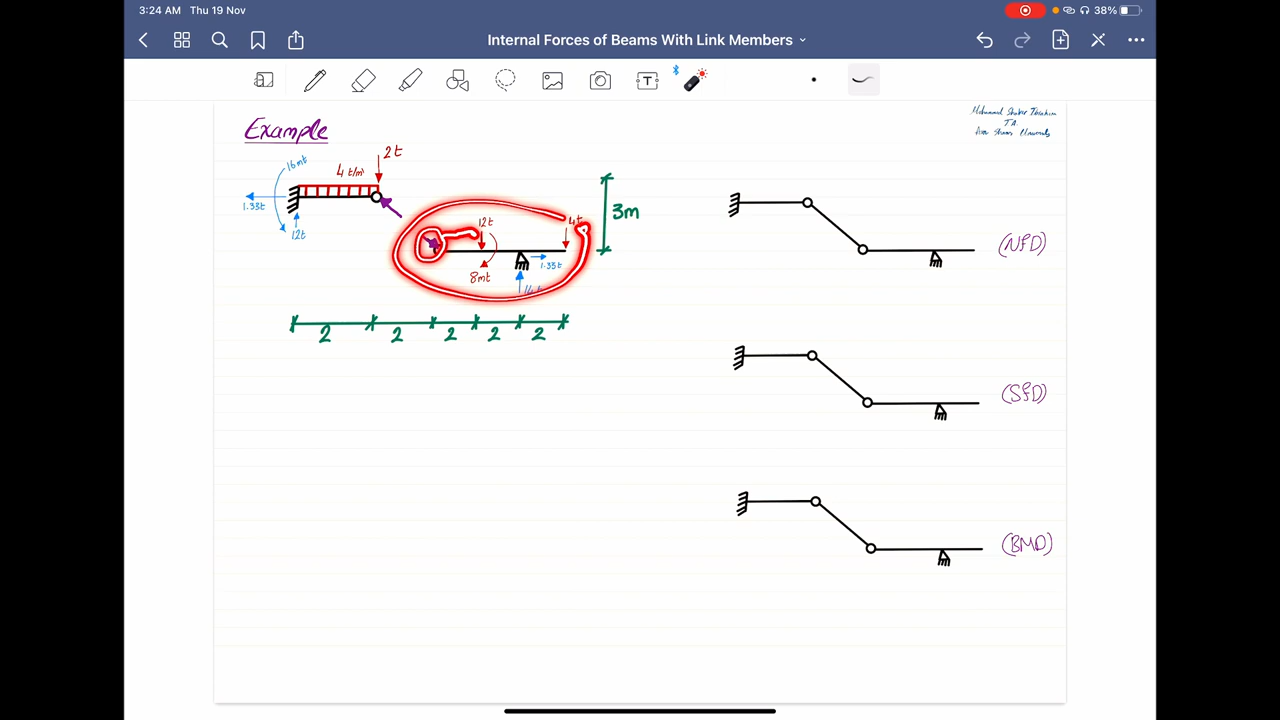 3:24 AM Thu 19 Nov
38%
Internal Forces of Beams With Link Members
T
Example
T.A.
16mt
4 t/m'
2t
1.33t
12t
12t
4t
3m
8mt
1.33t
2 2 2 2 2
(NFD)
(SFD)
(BMD)